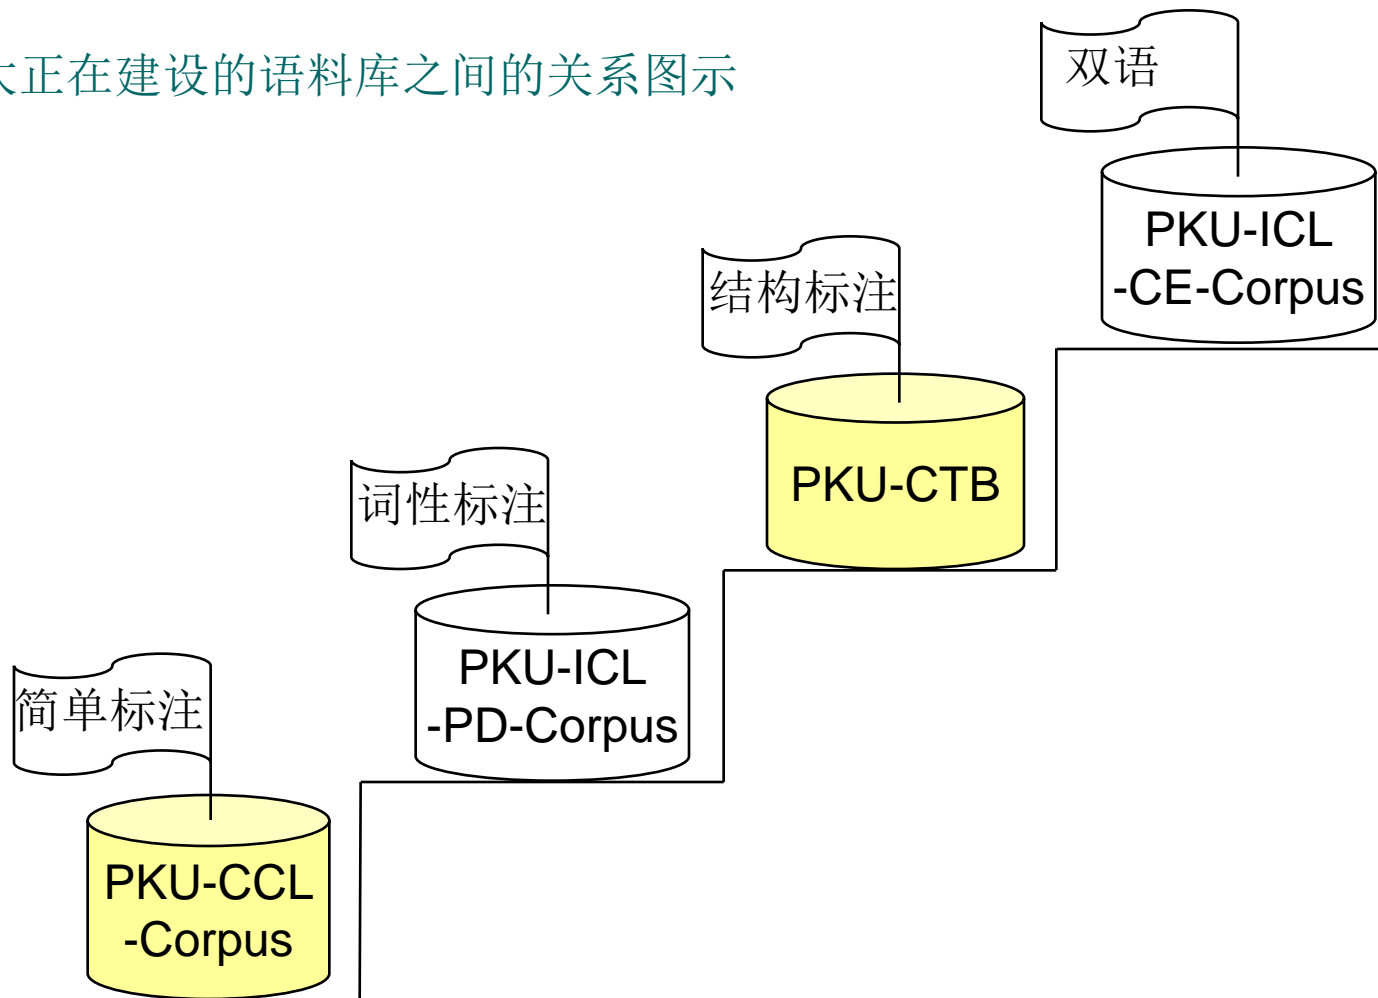 大正在建设的语料库之间的关系图示
双语
PKU-ICL
-CE-Corpus
结构标注
PKU-CTB
词性标注
PKU-ICL
-PD-Corpus
简单标注
PKU-CCL
-Corpus